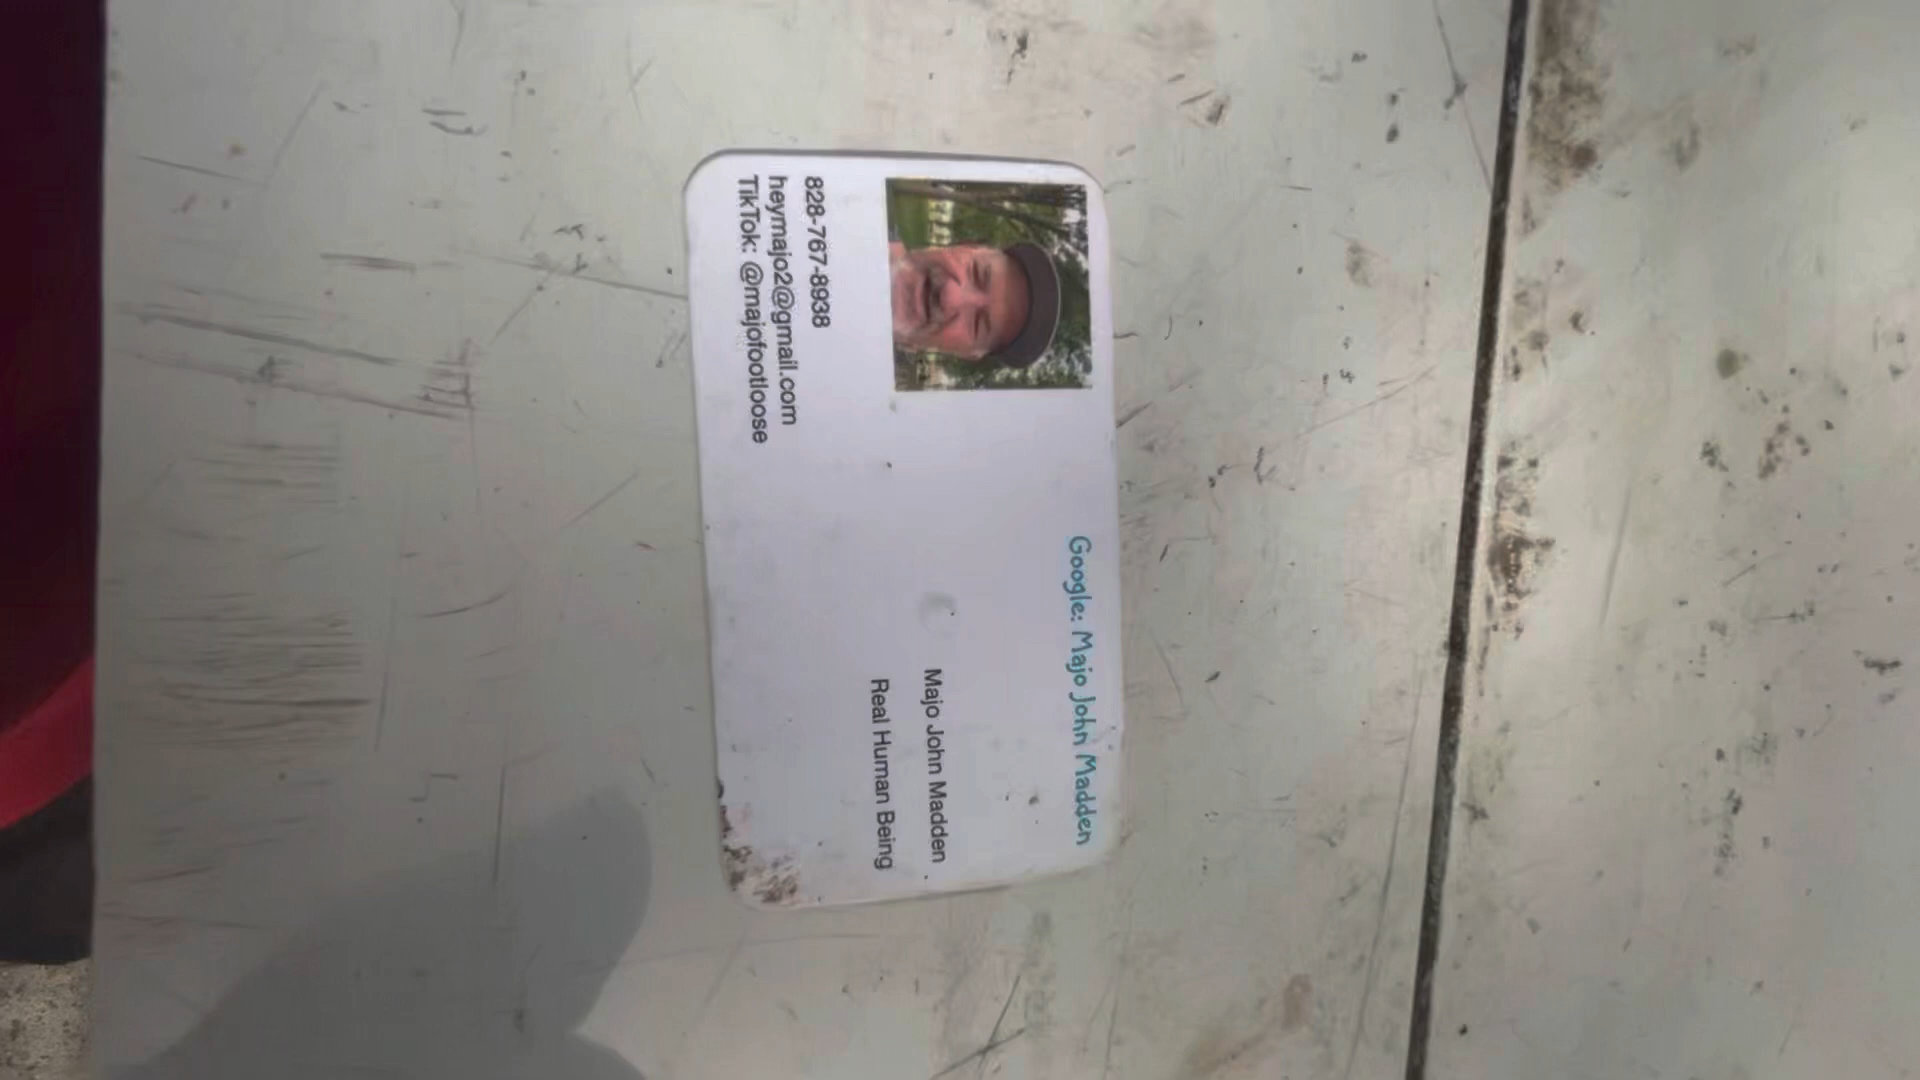 Google: Majo John Madden
Majo John Madden
Real Human Being
828-767-8938
heymajo2@gmail.com
TikTok: @majofootloose